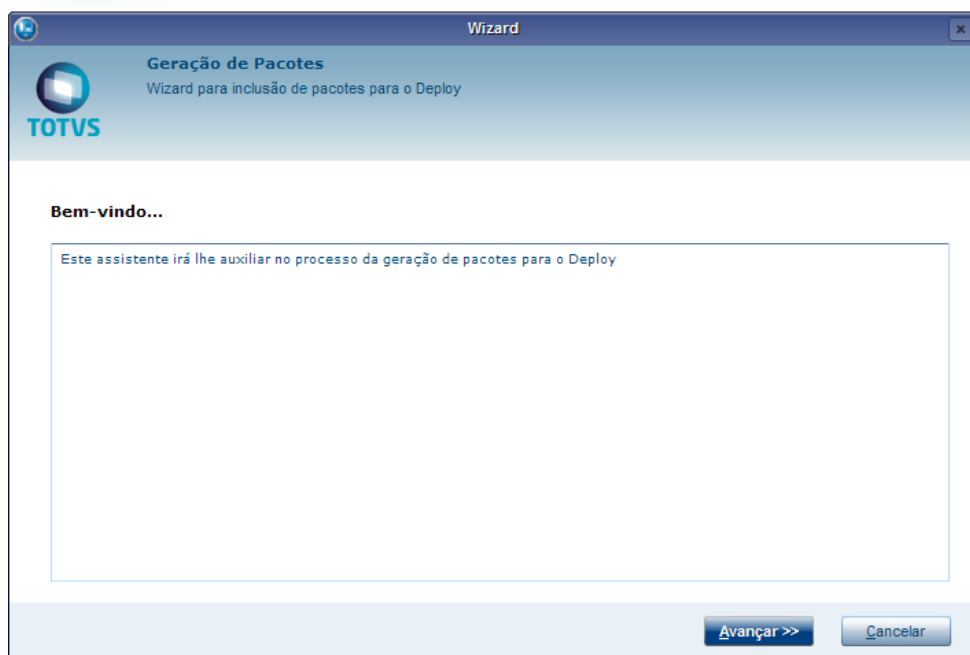 Wizard
Geração de Pacotes
Wizard para inclusão de pacotes para o Deploy
TOTVS
Bem-vindo...
Este assistente irá lhe auxiliar no processo da geração de pacotes para o Deploy
Avançar >>
Cancelar